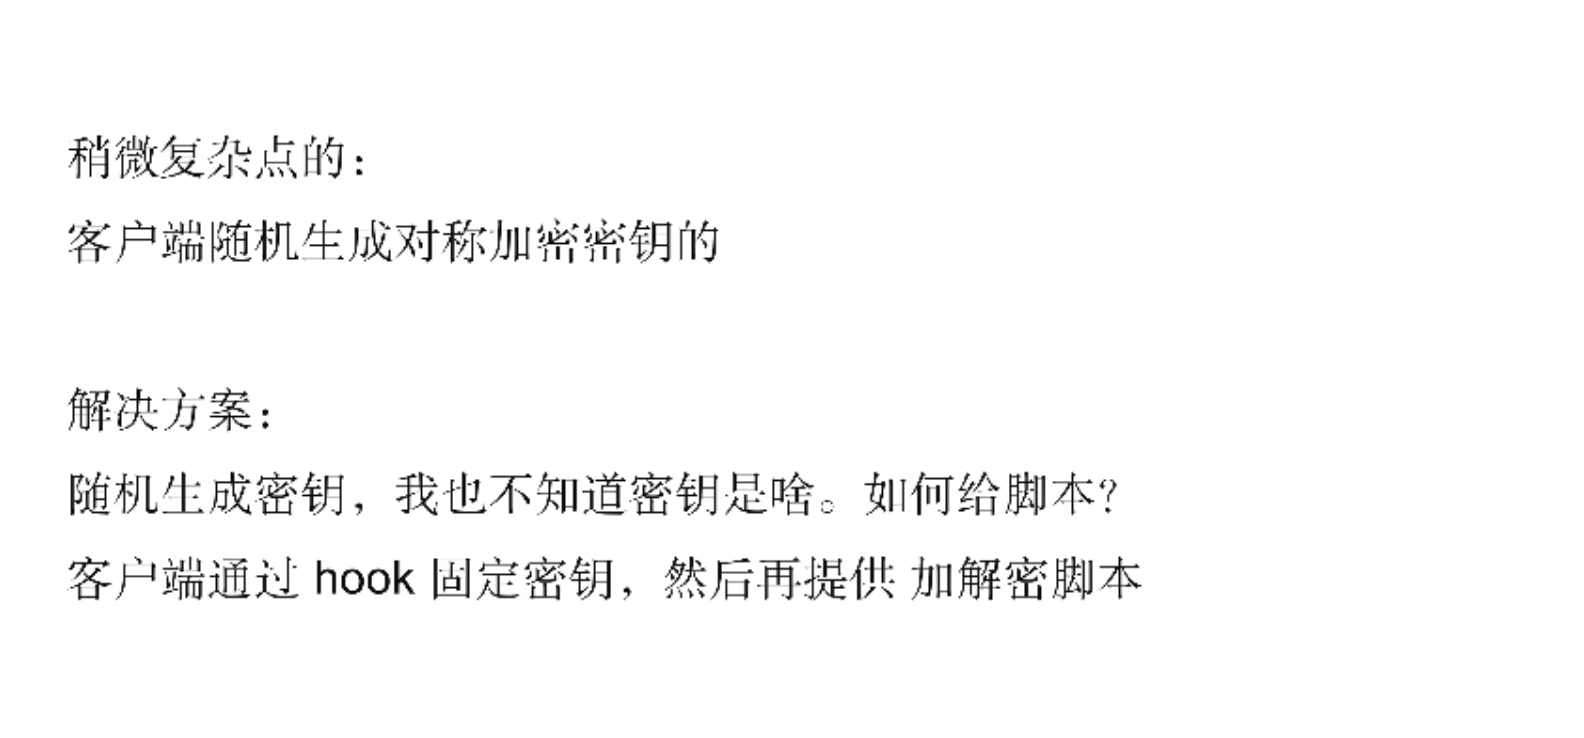 稍微复杂点的：
客户端随机生成对称加密密钥的
解决方案：
随机生成密钥，我也不知道密钥是啥。如何给脚本？
客户端通过 hook 固定密钥，然后再提供 加解密脚本